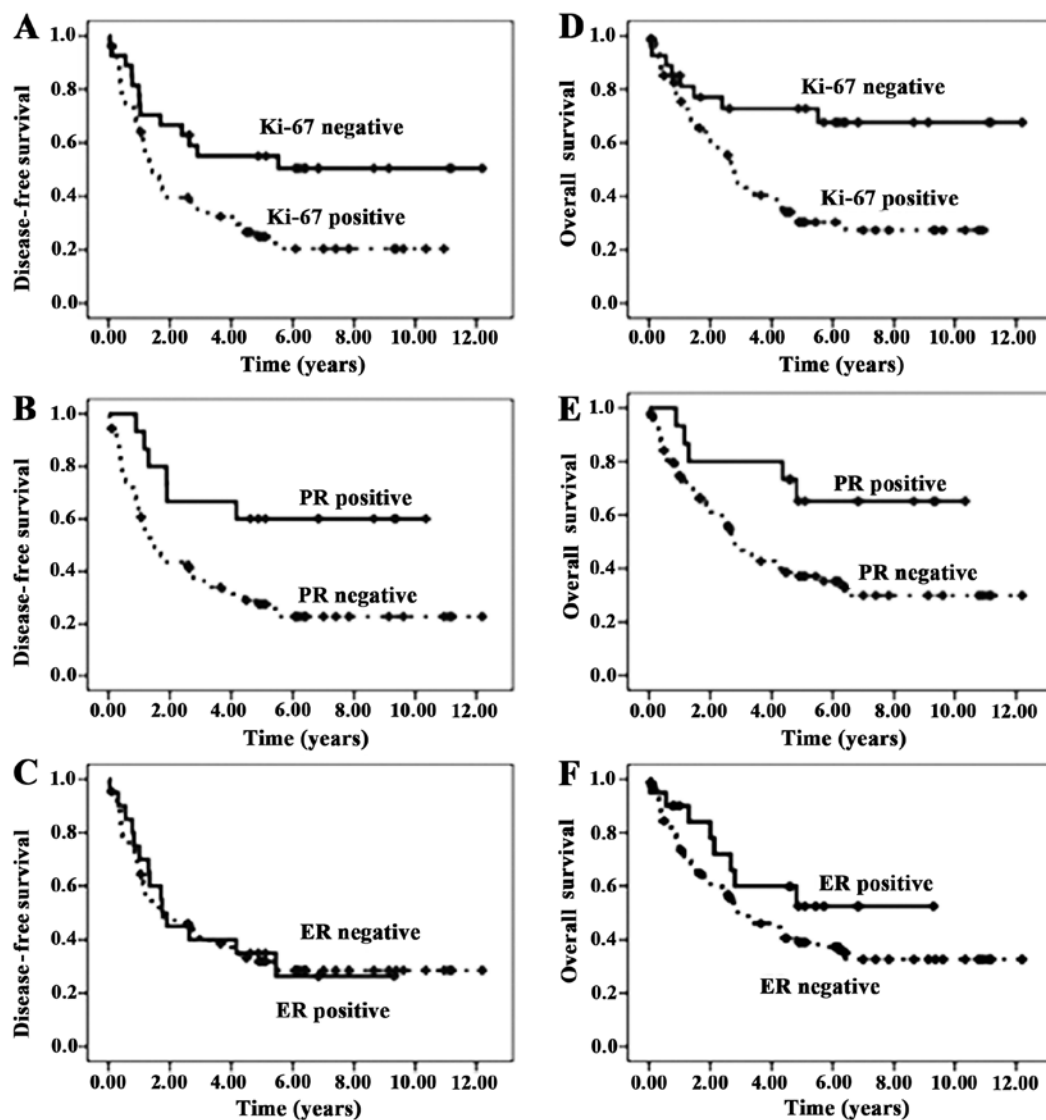 A
Disease-free survival
1.0
0.8
0.6
0.4
0.2
0.0
Ki-67 negative
Ki-67 positive
0.00 2.00 4.00 6.00 8.00 10.00 12.00
Time (years)
D
Overall survival
1.0
0.8
0.6
0.4
0.2
0.0
Ki-67 negative
Ki-67 positive
0.00 2.00 4.00 6.00 8.00 10.00 12.00
Time (years)
B
Disease-free survival
1.0
0.8
0.6
0.4
0.2
0.0
PR positive
PR negative
0.00 2.00 4.00 6.00 8.00 10.00 12.00
Time (years)
E
Overall survival
1.0
0.8
0.6
0.4
0.2
0.0
PR positive
PR negative
0.00 2.00 4.00 6.00 8.00 10.00 12.00
Time (years)
C
Disease-free survival
1.0
0.8
0.6
0.4
0.2
0.0
ER negative
ER positive
0.00 2.00 4.00 6.00 8.00 10.00 12.00
Time (years)
F
Overall survival
1.0
0.8
0.6
0.4
0.2
0.0
ER positive
ER negative
0.00 2.00 4.00 6.00 8.00 10.00 12.00
Time (years)